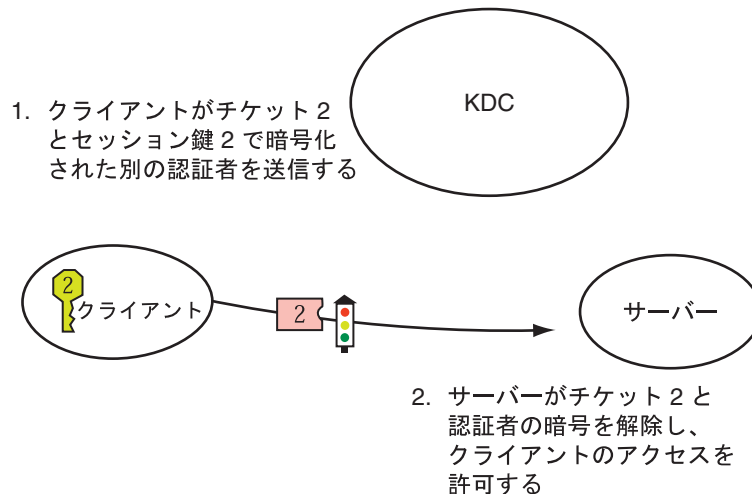 1. クライアントがチケット 2
とセッション鍵 2 で暗号化
された別の認証者を送信する
KDC
2
クライアント
2
サーバー
2. サーバーがチケット 2 と
認証者の暗号を解除し、
クライアントのアクセスを
許可する